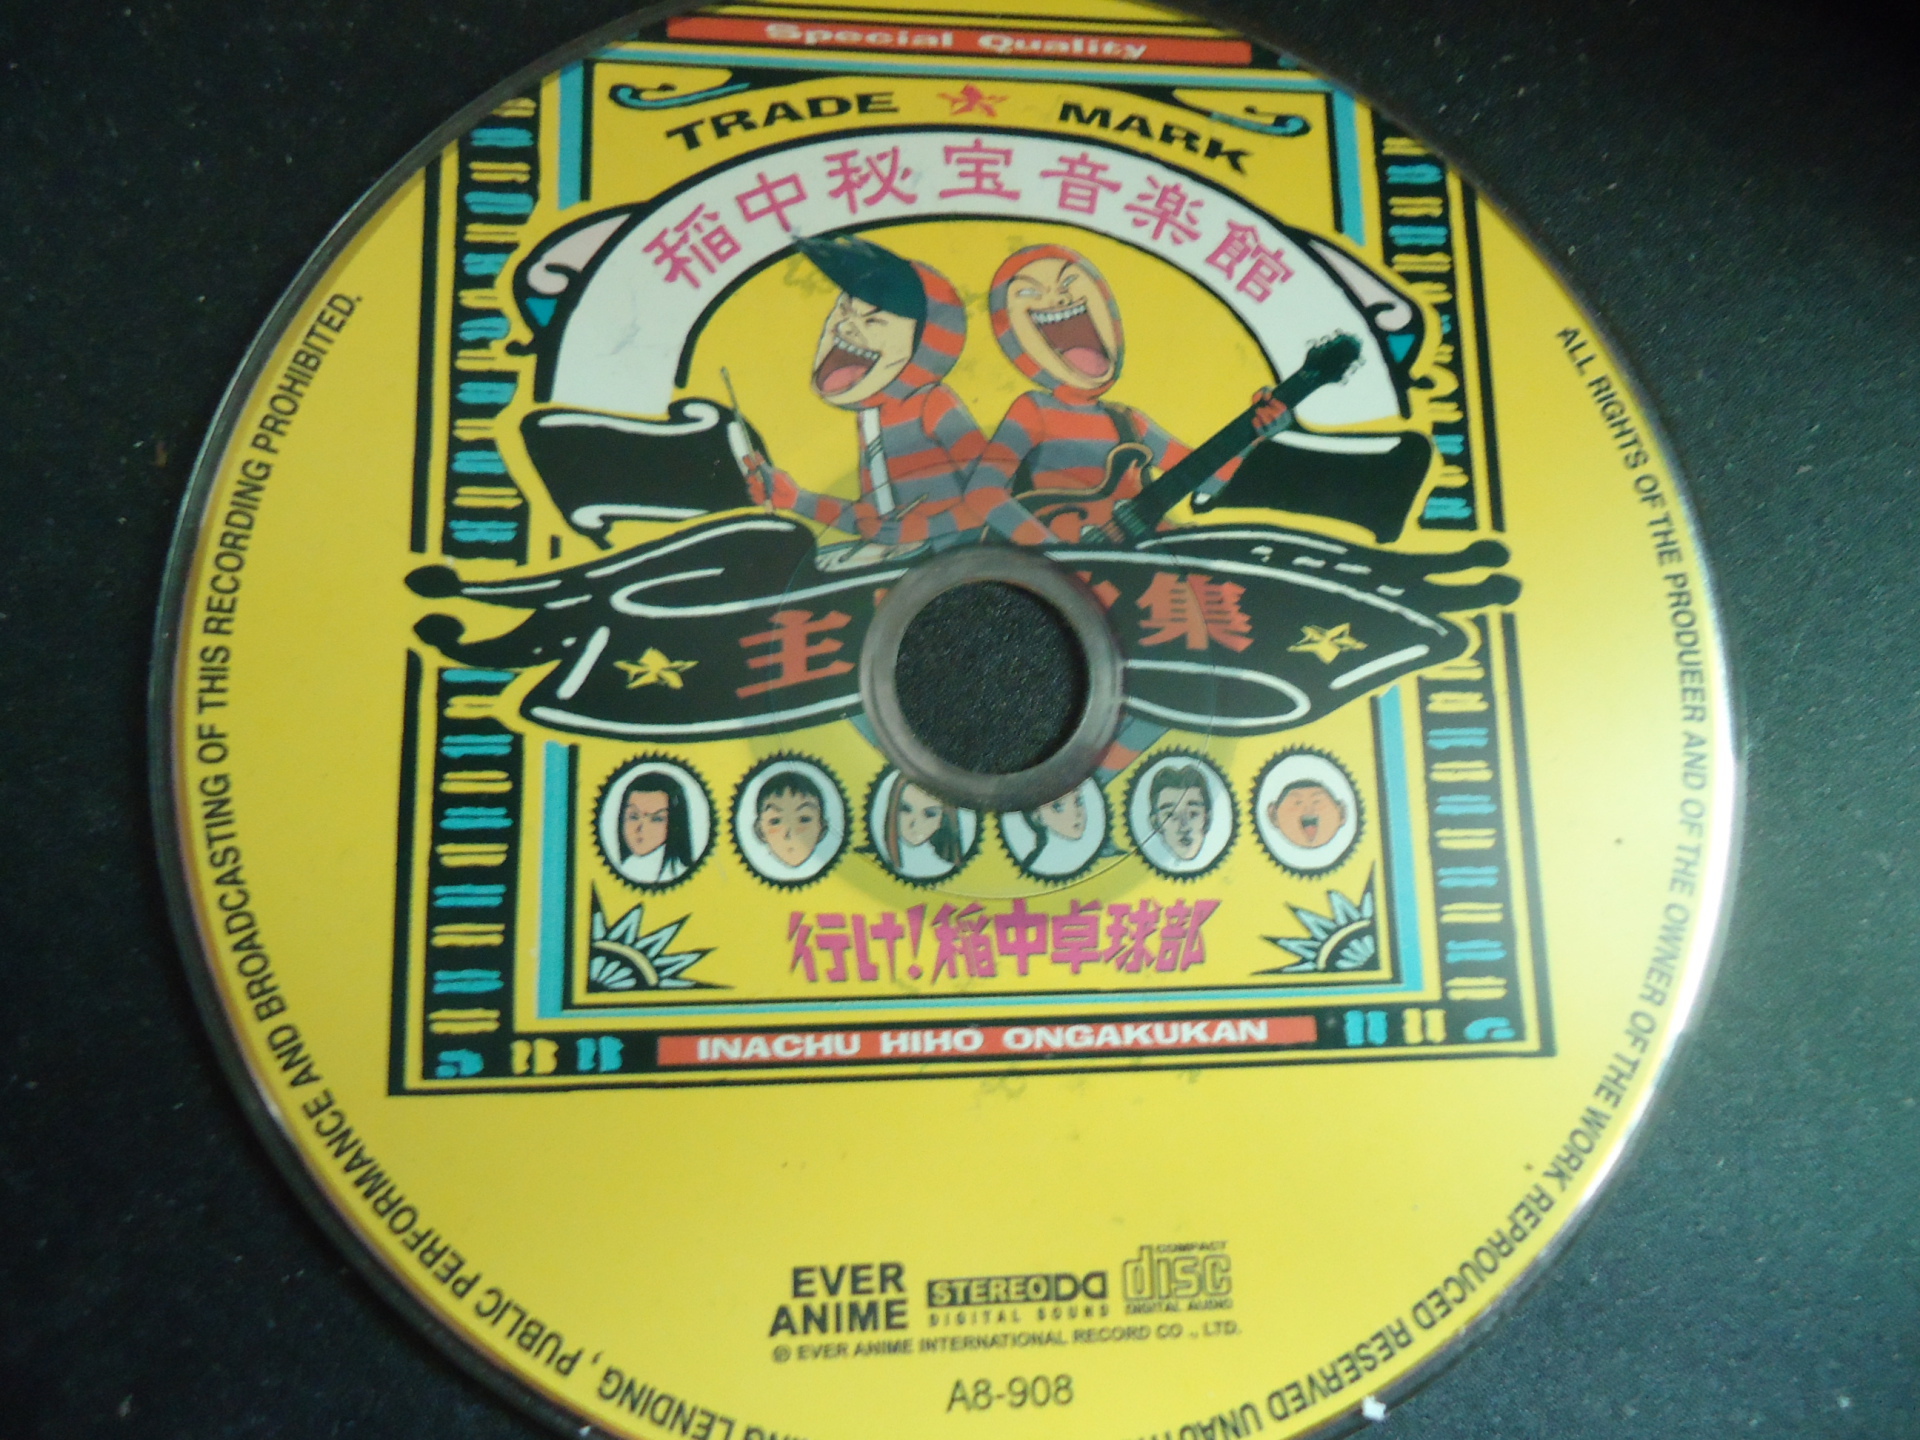 Special Quality
TRADE MARK
稲中秘宝音楽館
主
集
行け!稲中卓球部
INACHU HIHO ONGAKUKAN
EVER
ANIME
STEREO
DIGITAL SOUND
COMPACT
disc
DIGITAL AUDIO
Ⓟ EVER ANIME INTERNATIONAL RECORD CO ., LTD.
A8-908
ALL RIGHTS OF THE PRODUEER AND OF THE OWNER OF THE WORK REPROUCED RESERVED
LENDING , PUBLIC PERFORMANCE AND BROADCASTING OF THIS RECORDING PROHIBITED.